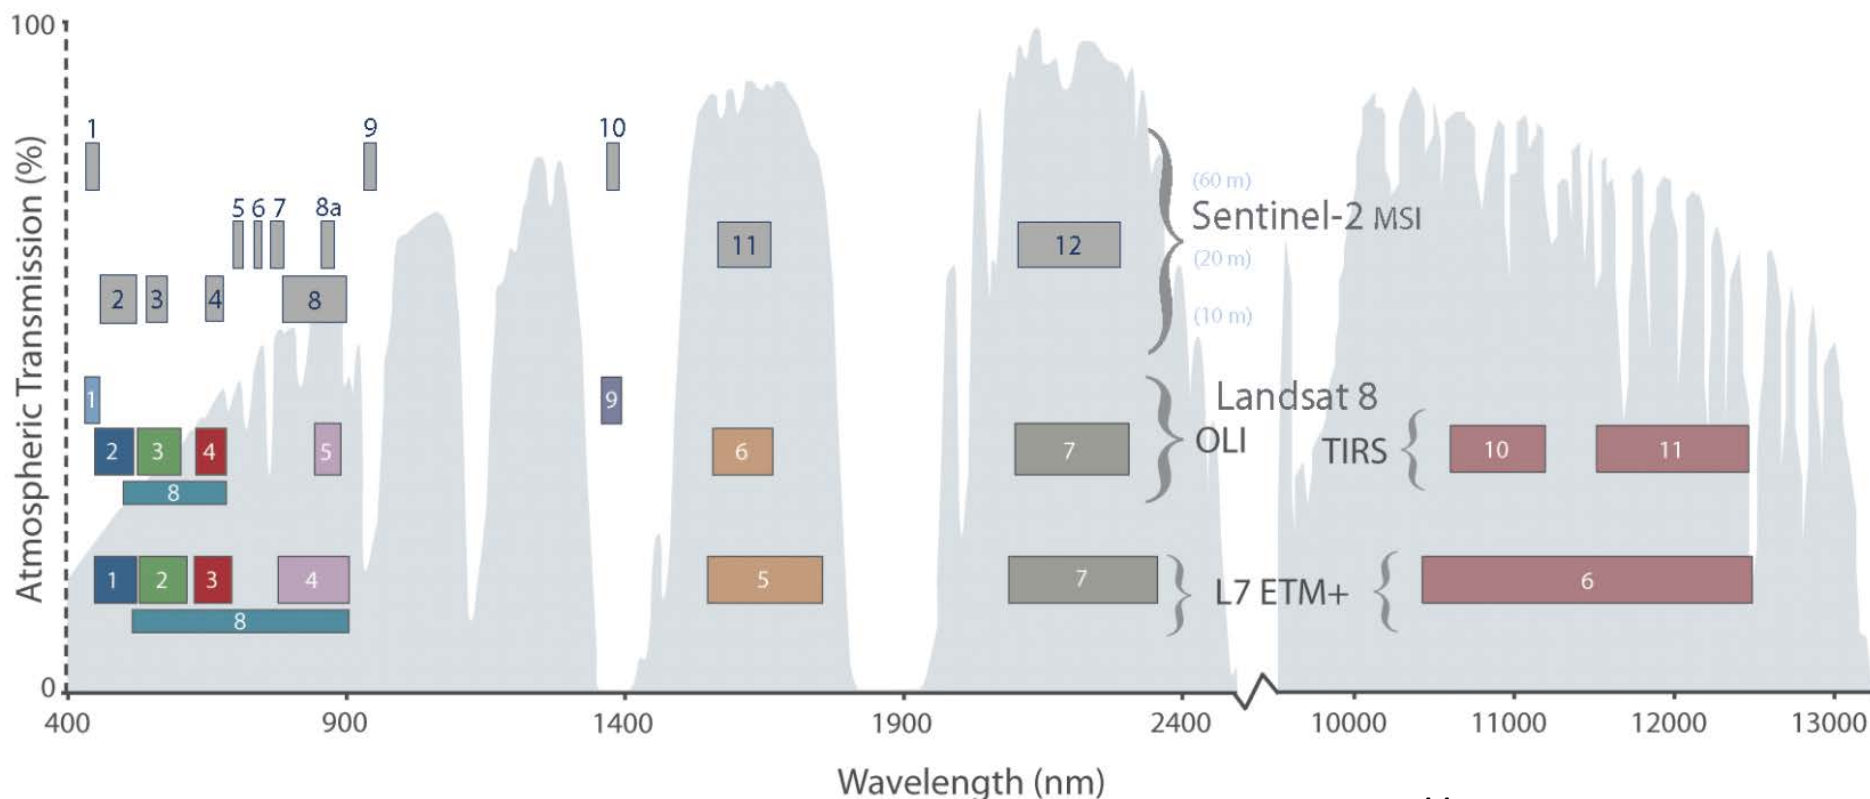 100
Atmospheric Transmission (%)
0
1
9
10
5 6 7 8a
11
12
2 3 4 8
(60 m)
Sentinel-2 MSI
(20 m)
(10 m)
1
9
2 3 4 5 6 7
8
Landsat 8
OLI
TIRS
10
11
1 2 3 4 5 7
8
L7 ETM+
6
400 900 1400 1900 2400 10000 11000 12000 13000
Wavelength (nm)